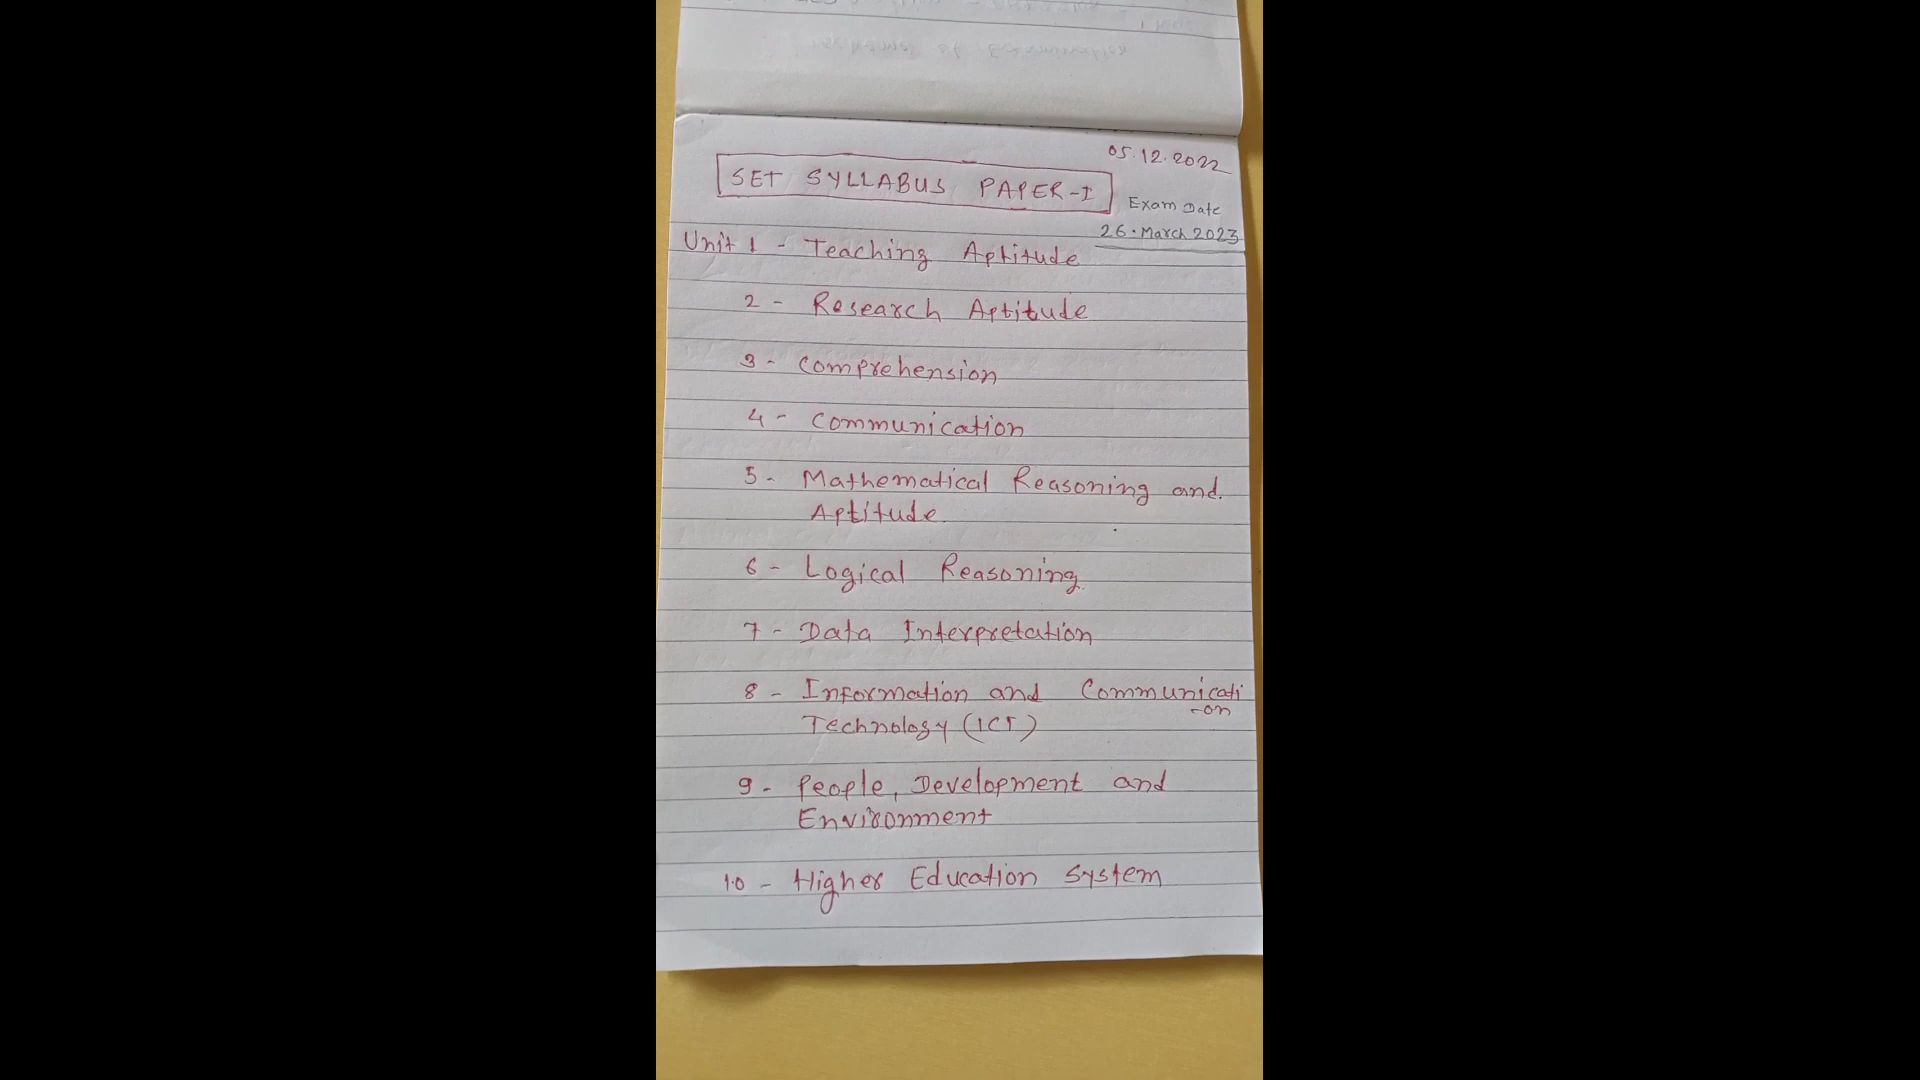 05.12.2022
SET SYLLABUS PAPER-I
Exam Date
26.March 2023
Unit 1 - Teaching Aptitude
2 - Research Aptitude
3 - Comprehension
4 - Communication
5 - Mathematical Reasoning and
Aptitude
6 - Logical Reasoning
7 - Data Interpretation
8 - Information and Communicati
-on
Technology (ICT)
9 - People, Development and
Environment
10 - Higher Education System